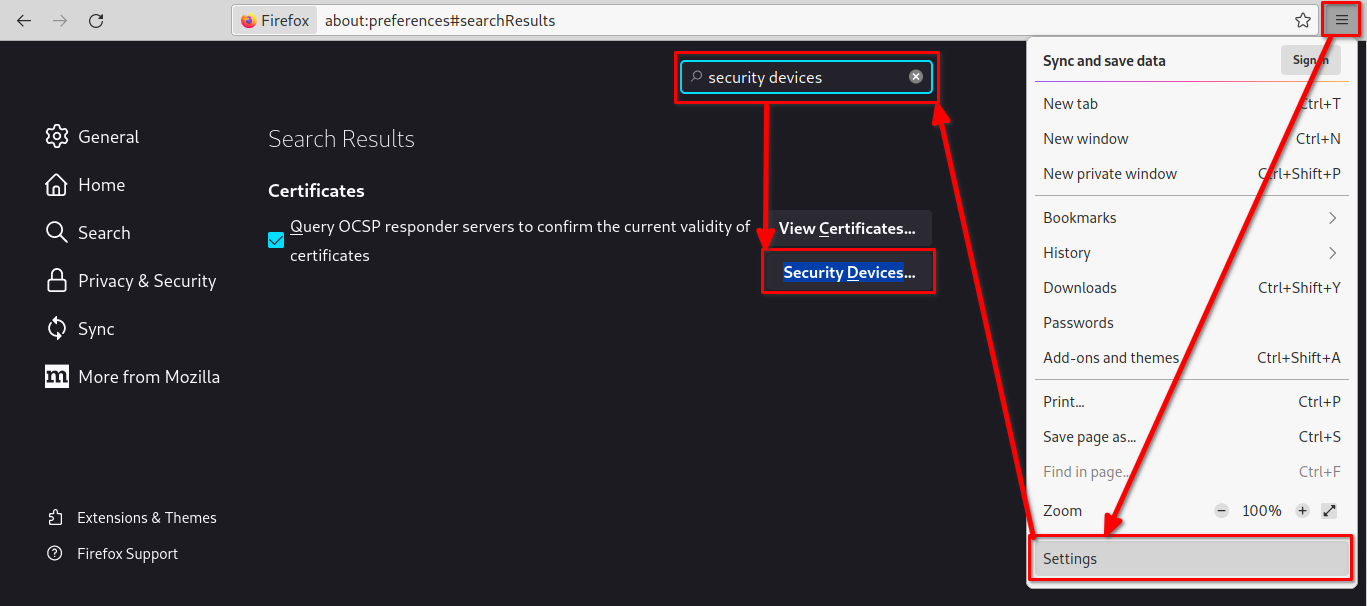 Firefox about:preferences#searchResults
security devices
General
Home
Search
Privacy & Security
Sync
More from Mozilla
Extensions & Themes
Firefox Support
Search Results
Certificates
Query OCSP responder servers to confirm the current validity of
certificates
View Certificates...
Security Devices...
Sync and save data
New tab Ctrl+T
New window Ctrl+N
New private window Ctrl+Shift+P
Bookmarks
History
Downloads Ctrl+Shift+Y
Passwords
Add-ons and themes Ctrl+Shift+A
Print... Ctrl+P
Save page as... Ctrl+S
Find in page... Ctrl+F
Zoom 100%
Settings